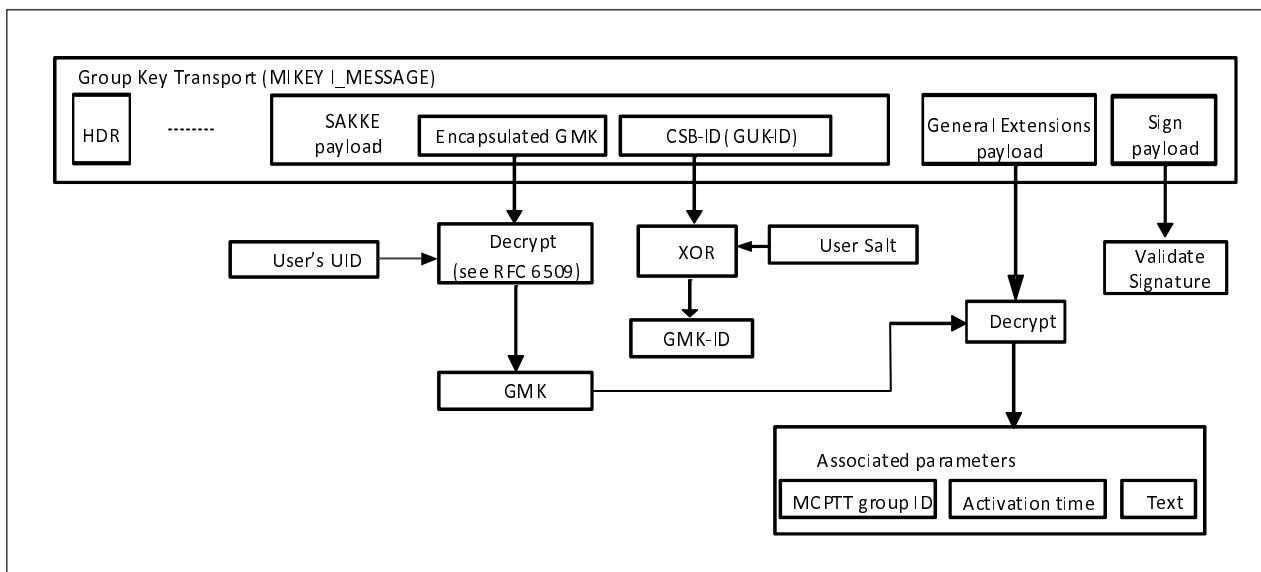 Group Key Transport (MIKEY I_MESSAGE)
HDR
--------
SAKKE
payload
Encapsulated GMK
CSB-ID( GUK-ID)
General Extensions
payload
Sign
payload
User's UID
Decrypt
(see RFC 6509)
XOR
User Salt
Validate
Signature
GMK-ID
Decrypt
GMK
Associated parameters
MCPTT group ID
Activation time
Text